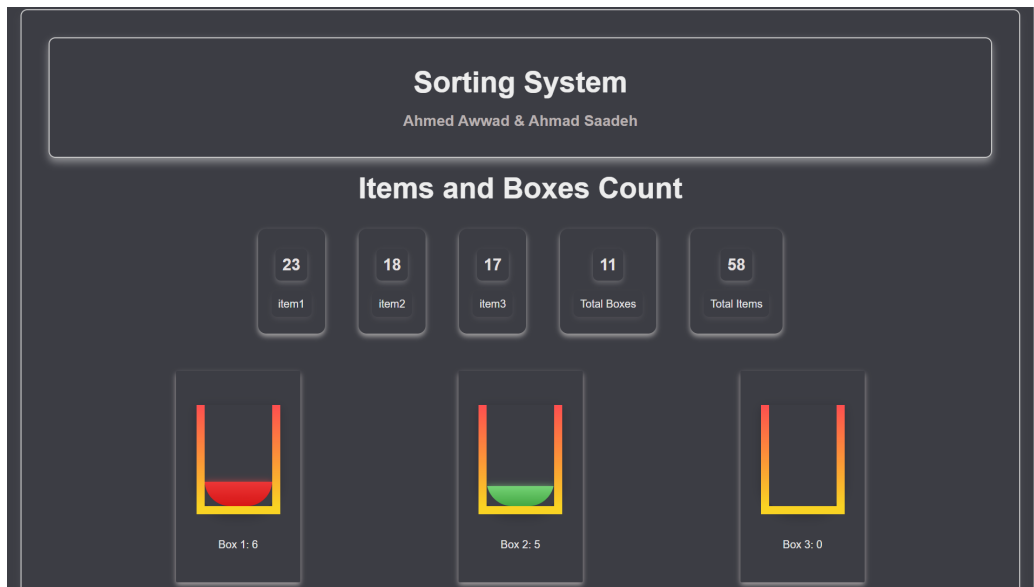 Sorting System
Ahmed Awwad & Ahmad Saadeh
Items and Boxes Count
23 18 17 11 58
item1 item2 item3 Total Boxes Total Items
Box 1: 6 Box 2: 5 Box 3: 0